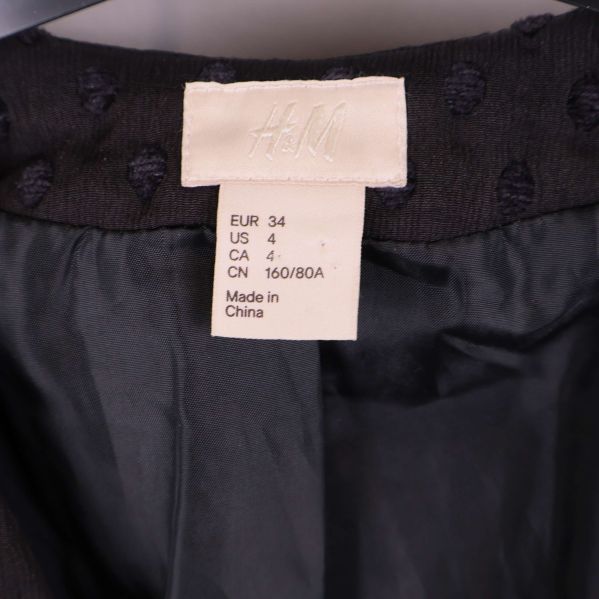 H&M
EUR 34
US 4
CA 4
CN 160/80A
Made in
China